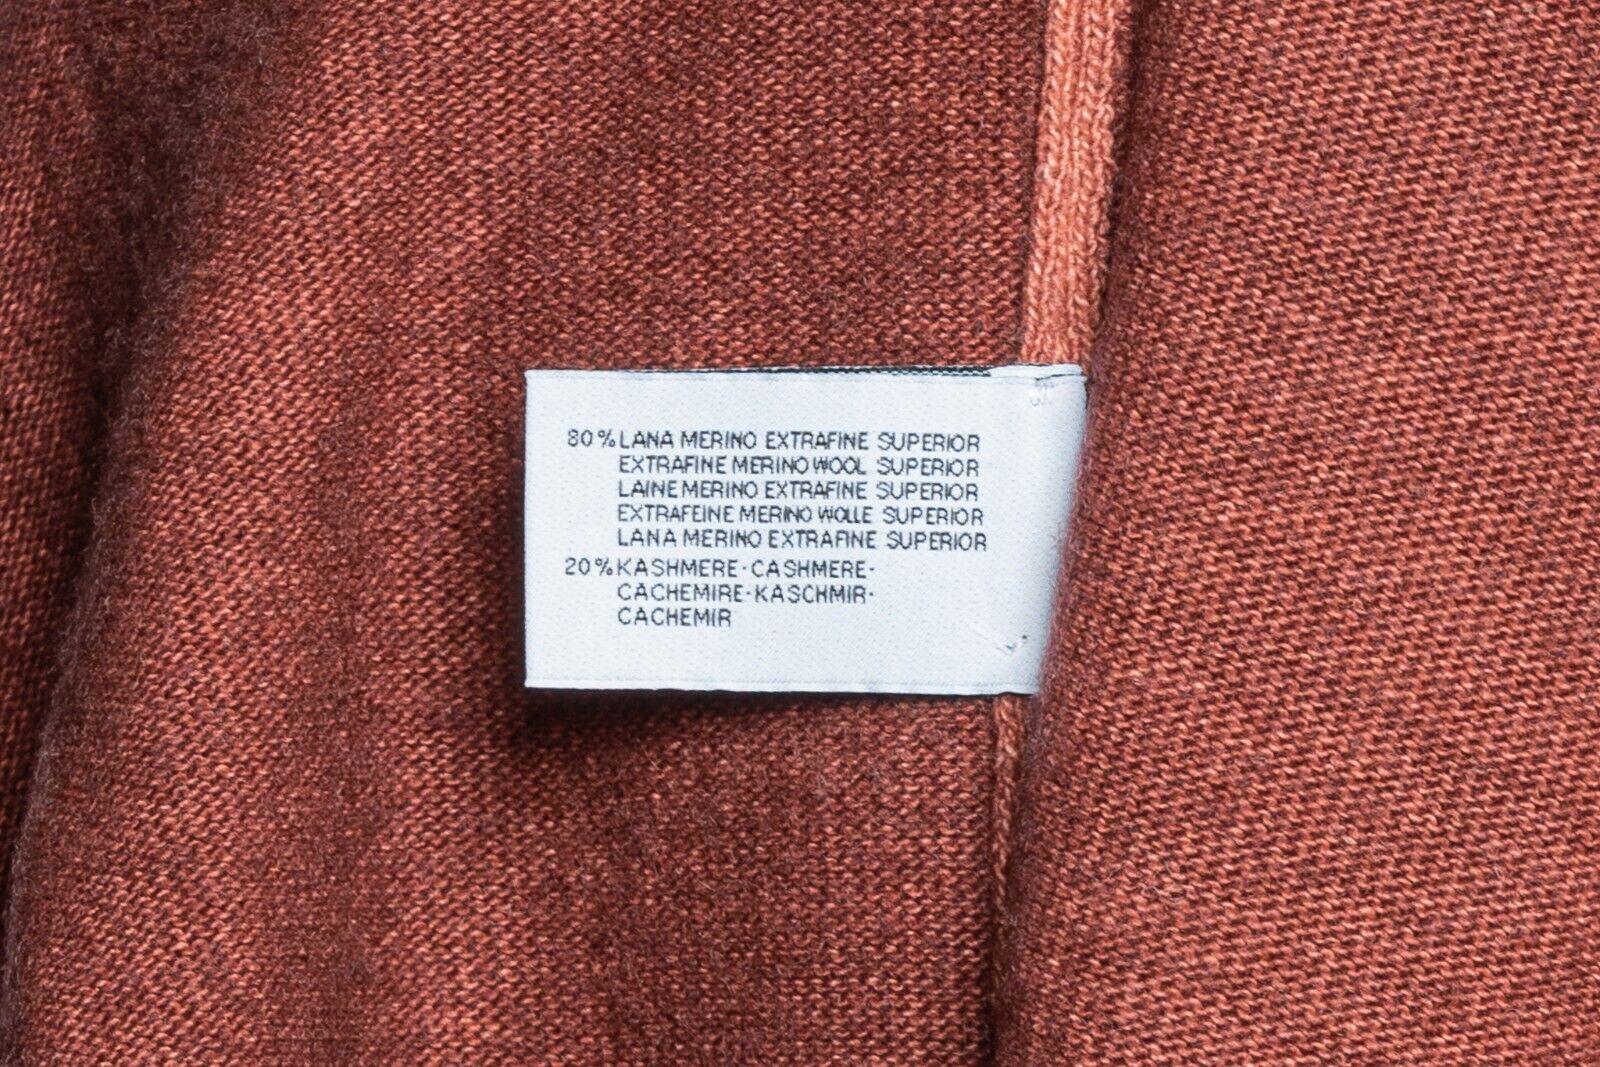 80% LANA MERINO EXTRAFINE SUPERIOR
EXTRAFINE MERINO WOOL SUPERIOR
LAINE MERINO EXTRAFINE SUPERIOR
EXTRAFEINE MERINO WOLLE SUPERIOR
LANA MERINO EXTRAFINE SUPERIOR
20% KASHMERE-CASHMERE-
CACHEMIRE-KASCHMIR-
CACHEMIR